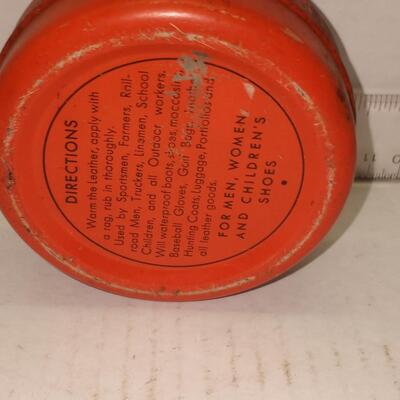 DIRECTIONS
Warm the leather, apply with
a rag, rub in thoroughly.
Used by Sportsmen, Farmers, Rail-
road Men, Truckers, Linemen, School
Children, and all Outdoor workers.
Will waterproof boots, shoes, moccasins,
Baseball Gloves, Golf Bags,
Hunting Coats, Luggage, Portfolios and
all leather goods.
FOR MEN, WOMEN,
AND CHILDREN'S
SHOES
11